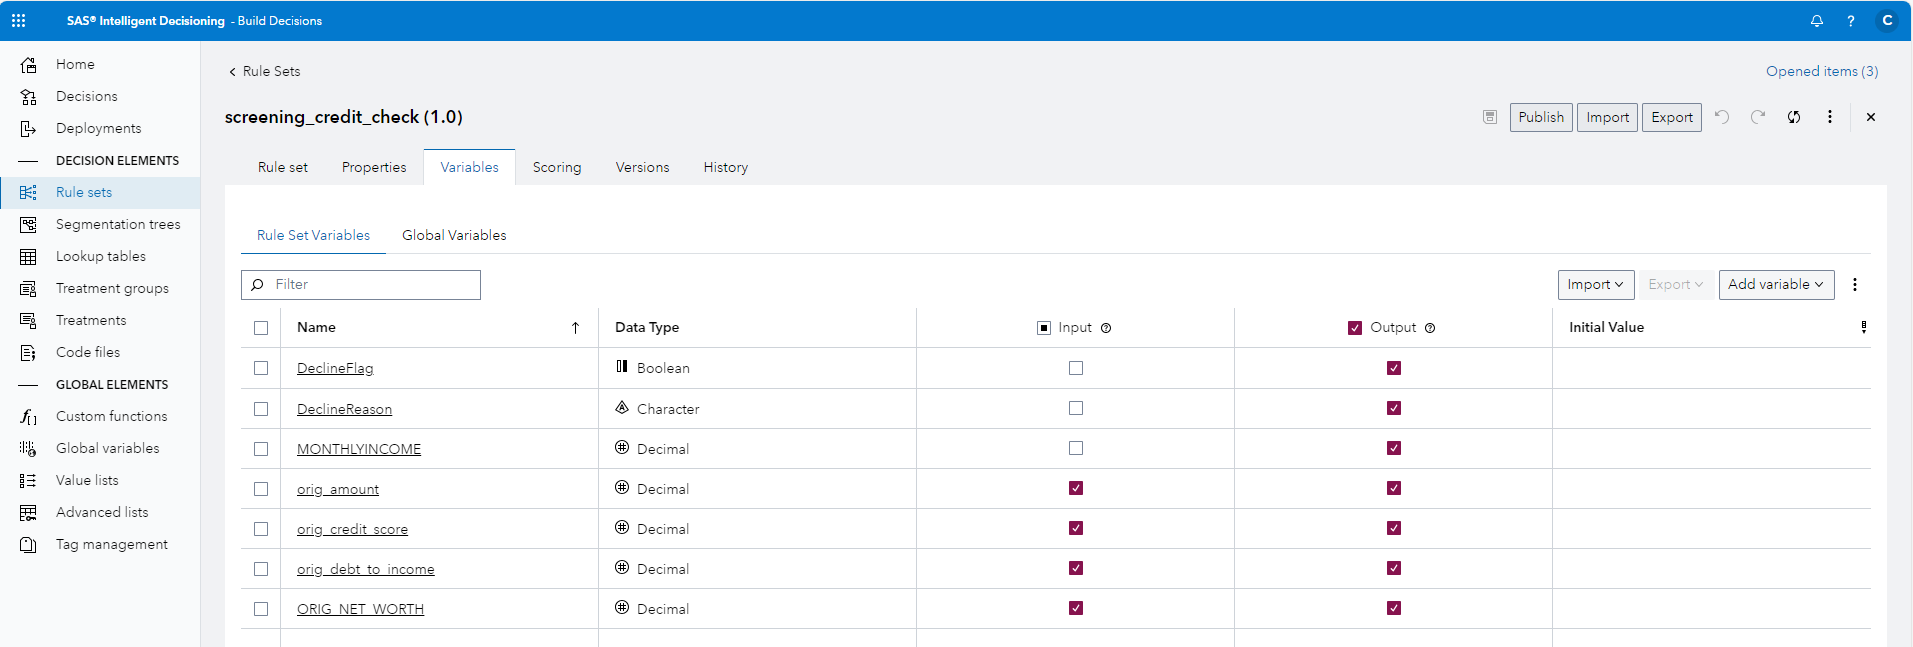 SAS® Intelligent Decisioning - Build Decisions ? C
Home
Decisions
Deployments
DECISION ELEMENTS
Rule sets
Segmentation trees
Lookup tables
Treatment groups
Treatments
Code files
GLOBAL ELEMENTS
Custom functions
Global variables
Value lists
Advanced lists
Tag management
Rule Sets Opened items (3)
screening_credit_check (1.0) Publish Import Export
Rule set Properties Variables Scoring Versions History
Rule Set Variables Global Variables
Filter Import Export Add variable
Name Data Type Input Output Initial Value
DeclineFlag Boolean
DeclineReason Character
MONTHLYINCOME Decimal
orig_amount Decimal
orig_credit_score Decimal
orig_debt_to_income Decimal
ORIG_NET_WORTH Decimal